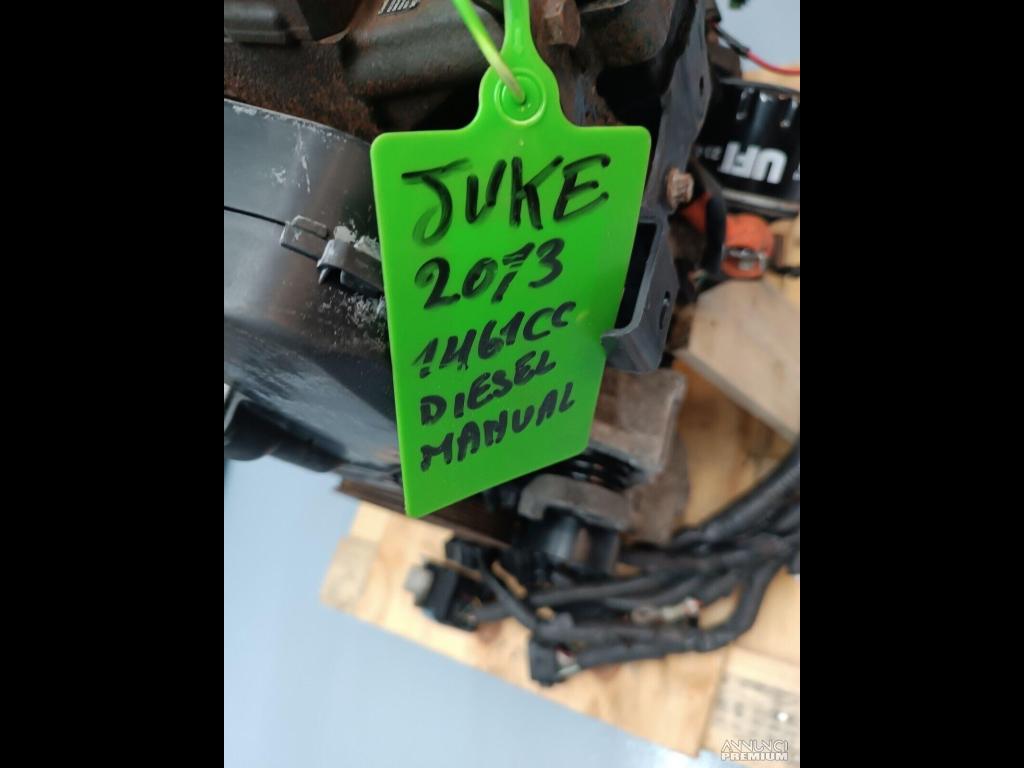 JUKE
2013
1461CC
DIESEL
MANUAL
UFI
ANNUNCI
PREMIUM